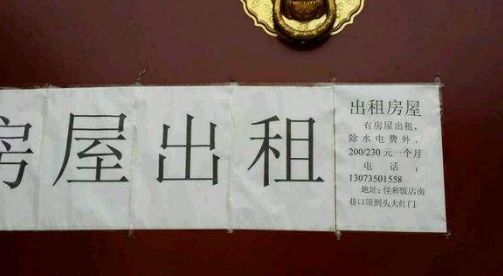 房屋出租
出租房屋
有房屋出租,
除水电费外,
200/230 元一个月
电话:
13073501558
地址:佳和饭店南
巷口顶到头大红门